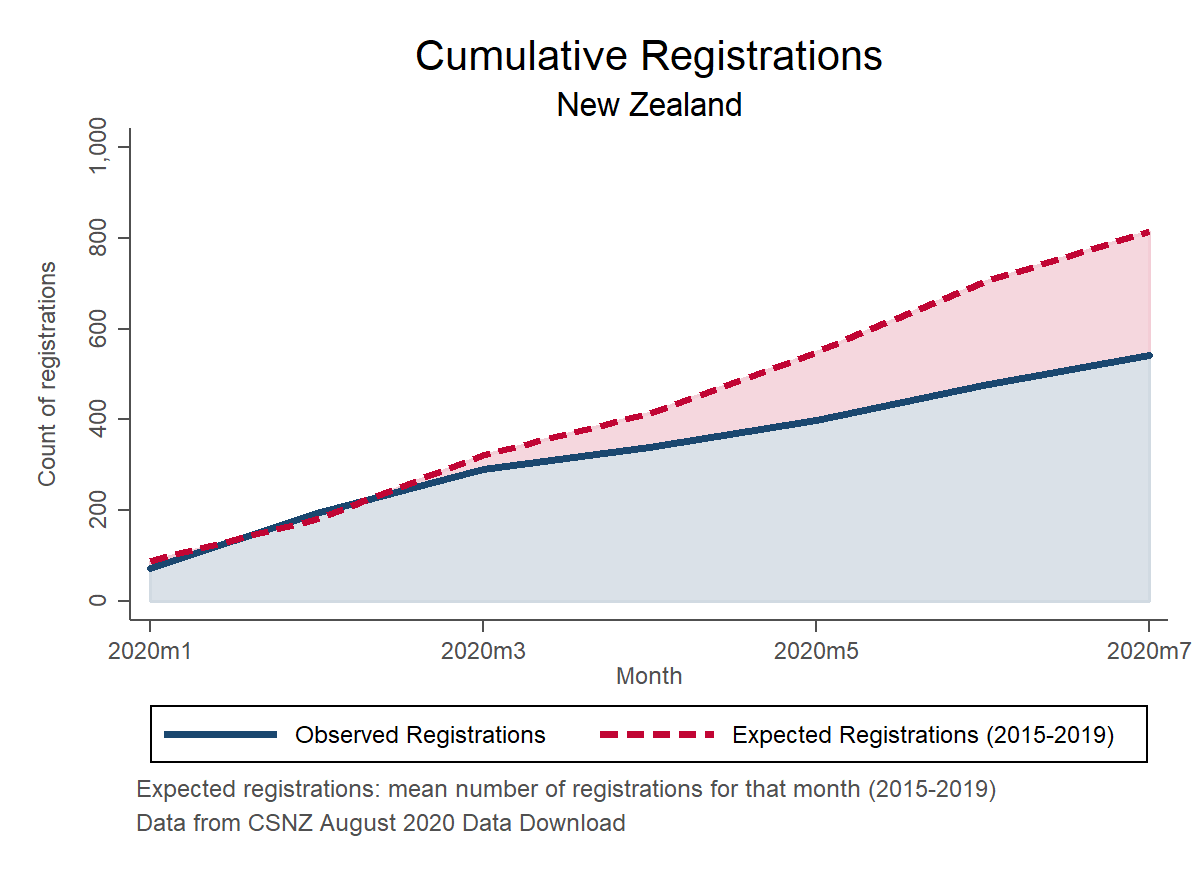 Cumulative Registrations
New Zealand
1,000
800
600
400
200
0
Count of registrations
2020m1 2020m3 2020m5 2020m7
Month
Observed Registrations Expected Registrations (2015-2019)
Expected registrations: mean number of registrations for that month (2015-2019)
Data from CSNZ August 2020 Data Download